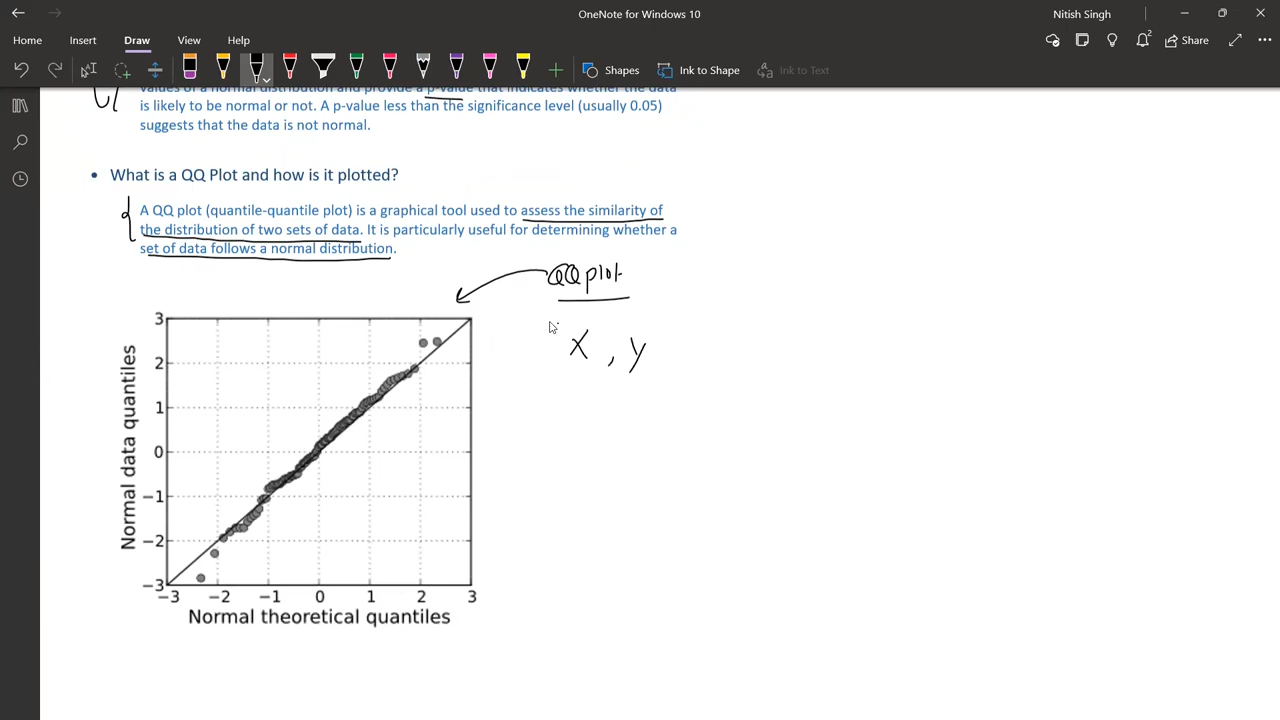 OneNote for Windows 10
Nitish Singh
Home Insert Draw View Help
Share
Shapes
Ink to Shape
Ink to Text
values of a normal distribution and provide a p-value that indicates whether the data
is likely to be normal or not. A p-value less than the significance level (usually 0.05)
suggests that the data is not normal.
• What is a QQ Plot and how is it plotted?
A QQ plot (quantile-quantile plot) is a graphical tool used to assess the similarity of
the distribution of two sets of data. It is particularly useful for determining whether a
set of data follows a normal distribution.
QQ plot
X , y
3
2
1
0
−1
−2
−3
Normal data quantiles
−3 −2 −1 0 1 2 3
Normal theoretical quantiles